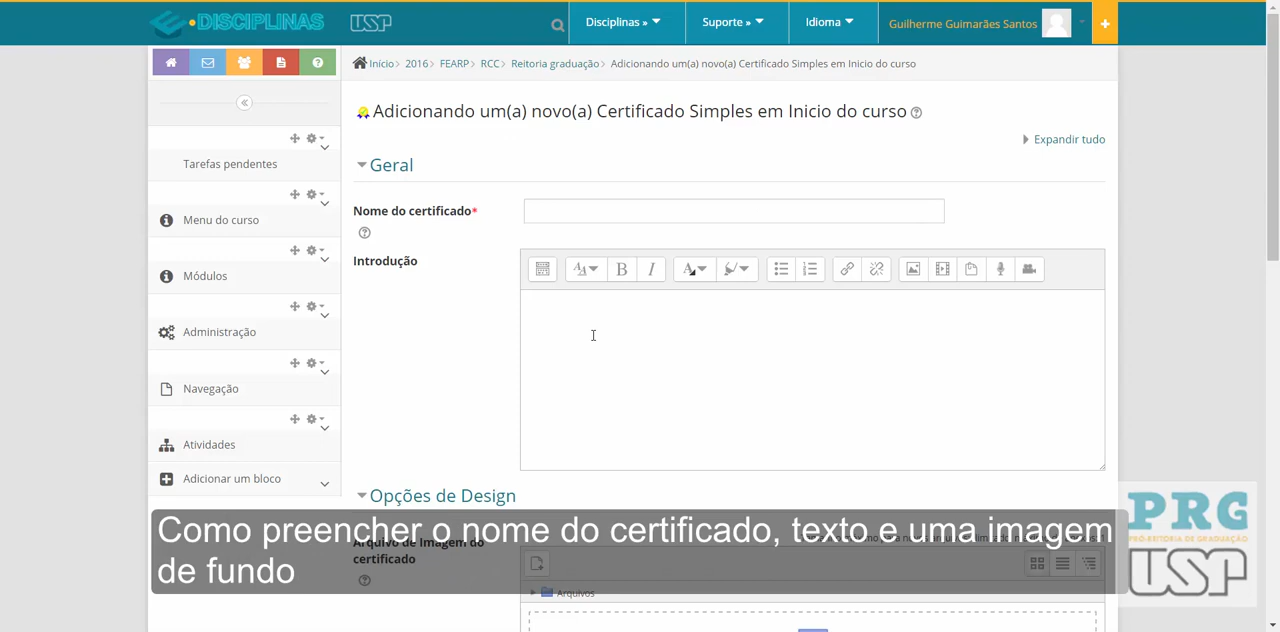 DISCIPLINAS USP Disciplinas » Suporte » Idioma Guilherme Guimarães Santos
Início 2016 FEARP RCC Reitoria graduação Adicionando um(a) novo(a) Certificado Simples em Inicio do curso
Adicionando um(a) novo(a) Certificado Simples em Inicio do curso
Expandir tudo
Tarefas pendentes
Menu do curso
Módulos
Administração
Navegação
Atividades
Adicionar um bloco
Geral
Nome do certificado*
Introdução
Opções de Design
Arquivo de Imagem do
certificado
Arquivos
Como preencher o nome do certificado, texto e uma imagem
de fundo
PRG
PRÓ-REITORIA DE GRADUAÇÃO
USP